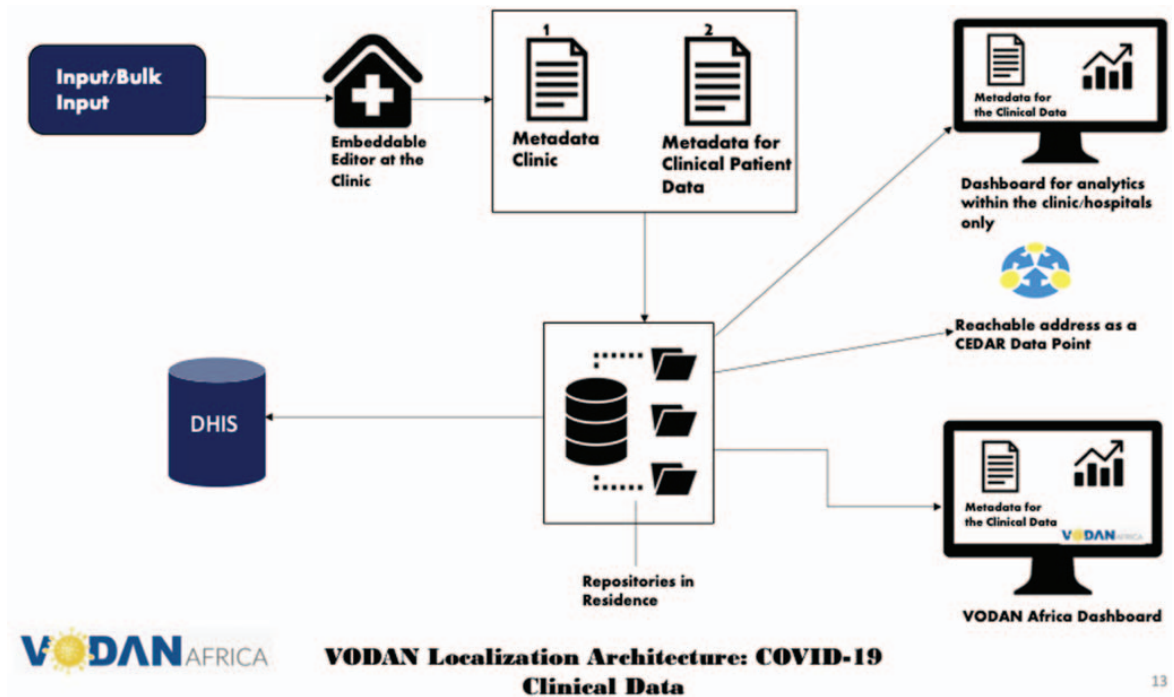 Input/Bulk
Input
Embeddable
Editor at the
Clinic
1
Metadata
Clinic
2
Metadata for
Clinical Patient
Data
Metadata for
the Clinical Data
Dashboard for analytics
within the clinic/hospitals
only
Reachable address as a
CEDAR Data Point
DHIS
Repositories in
Residence
Metadata for
the Clinical Data
VODAN AFRICA
VODAN Africa Dashboard
VODAN AFRICA
VODAN Localization Architecture: COVID-19
Clinical Data
13